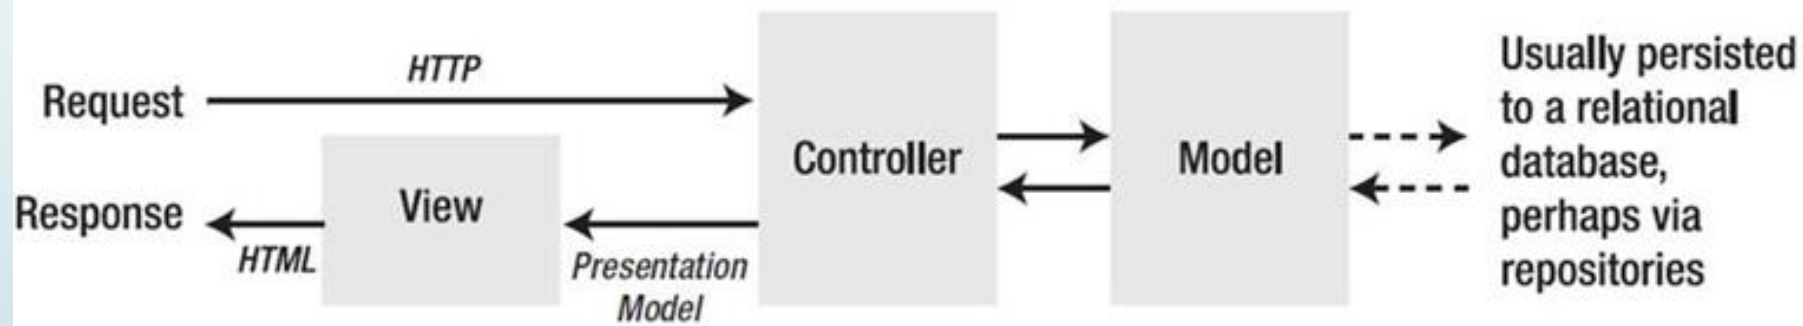 HTTP
Request
Controller
Model
Usually persisted
to a relational
database,
perhaps via
repositories
View
Response
HTML
Presentation
Model